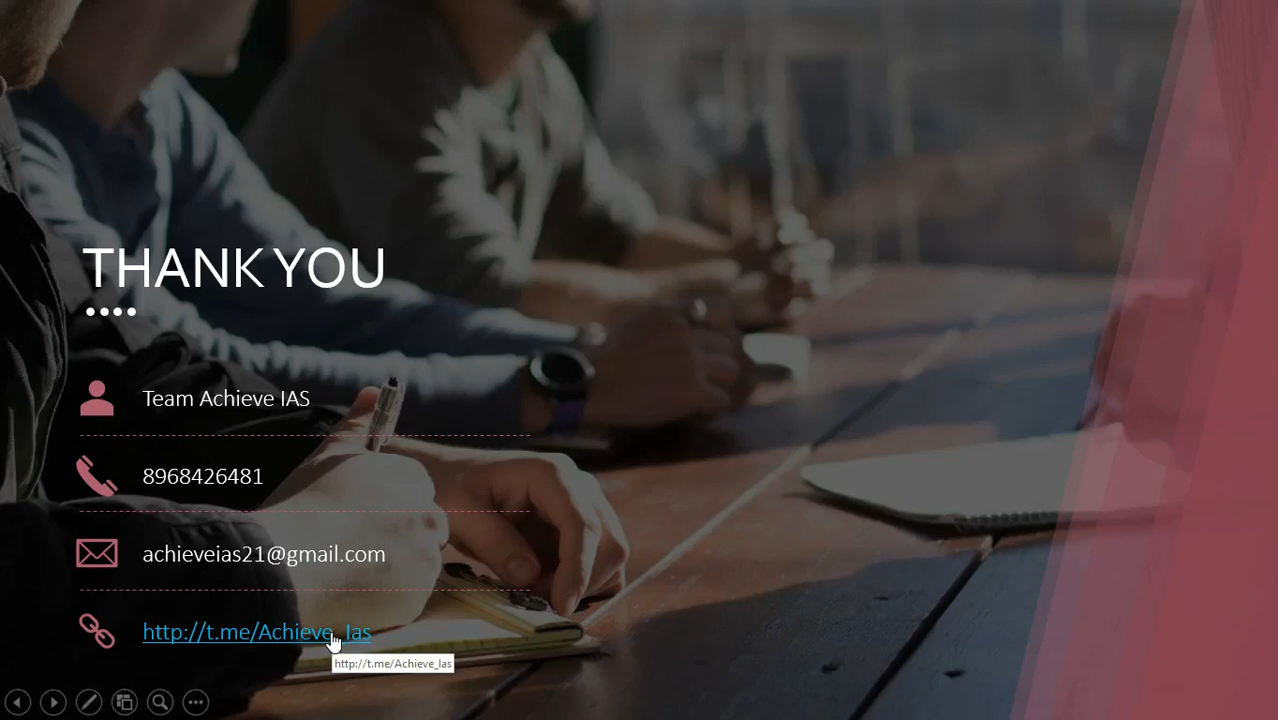 THANK YOU
Team Achieve IAS
8968426481
achieveias21@gmail.com
http://t.me/Achieve_Ias
http://t.me/Achieve_Ias